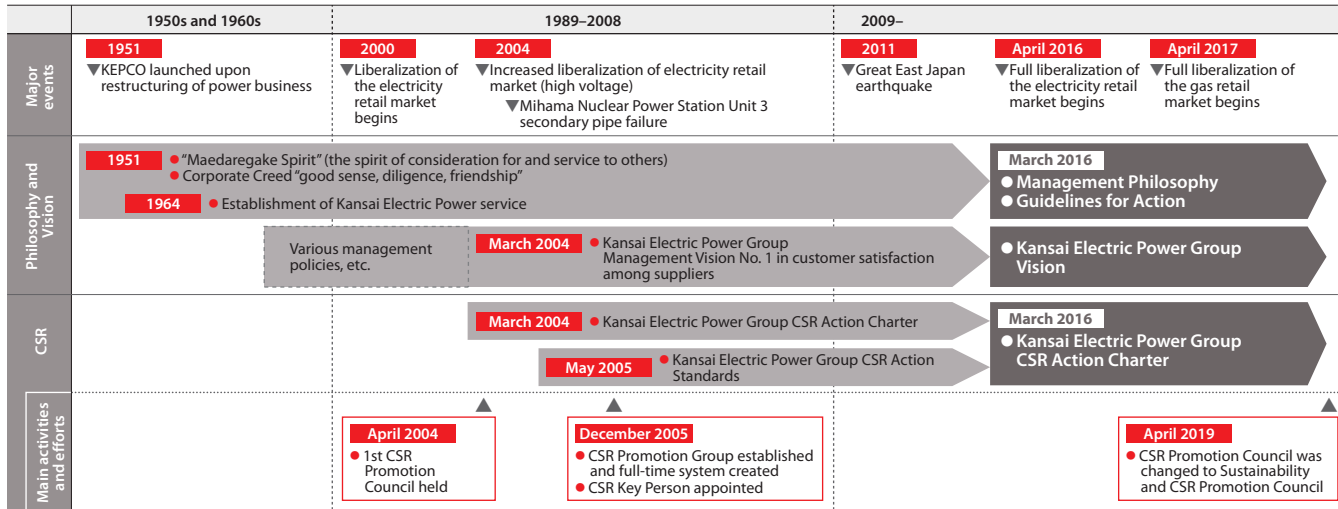 1950s and 1960s
1989–2008
2009–
Major
events
1951
▼KEPCO launched upon
restructuring of power business
2000
▼Liberalization of
the electricity
retail market
begins
2004
▼Increased liberalization of electricity retail
market (high voltage)
▼Mihama Nuclear Power Station Unit 3
secondary pipe failure
2011
▼Great East Japan
earthquake
April 2016
▼Full liberalization of
the electricity retail
market begins
April 2017
▼Full liberalization
of the gas retail
market begins
Philosophy and
Vision
1951
● “Maedaregake Spirit” (the spirit of consideration for and service to others)
● Corporate Creed “good sense, diligence, friendship”
1964
● Establishment of Kansai Electric Power service
March 2016
● Management Philosophy
● Guidelines for Action
Various management
policies, etc.
March 2004
● Kansai Electric Power Group
Management Vision No. 1 in customer satisfaction
among suppliers
● Kansai Electric Power Group
Vision
CSR
March 2004
● Kansai Electric Power Group CSR Action Charter
May 2005
● Kansai Electric Power Group CSR Action
Standards
March 2016
● Kansai Electric Power Group
CSR Action Charter
Main activities
and efforts
April 2004
● 1st CSR
Promotion
Council held
December 2005
● CSR Promotion Group established
and full-time system created
● CSR Key Person appointed
April 2019
● CSR Promotion Council was
changed to Sustainability
and CSR Promotion Council